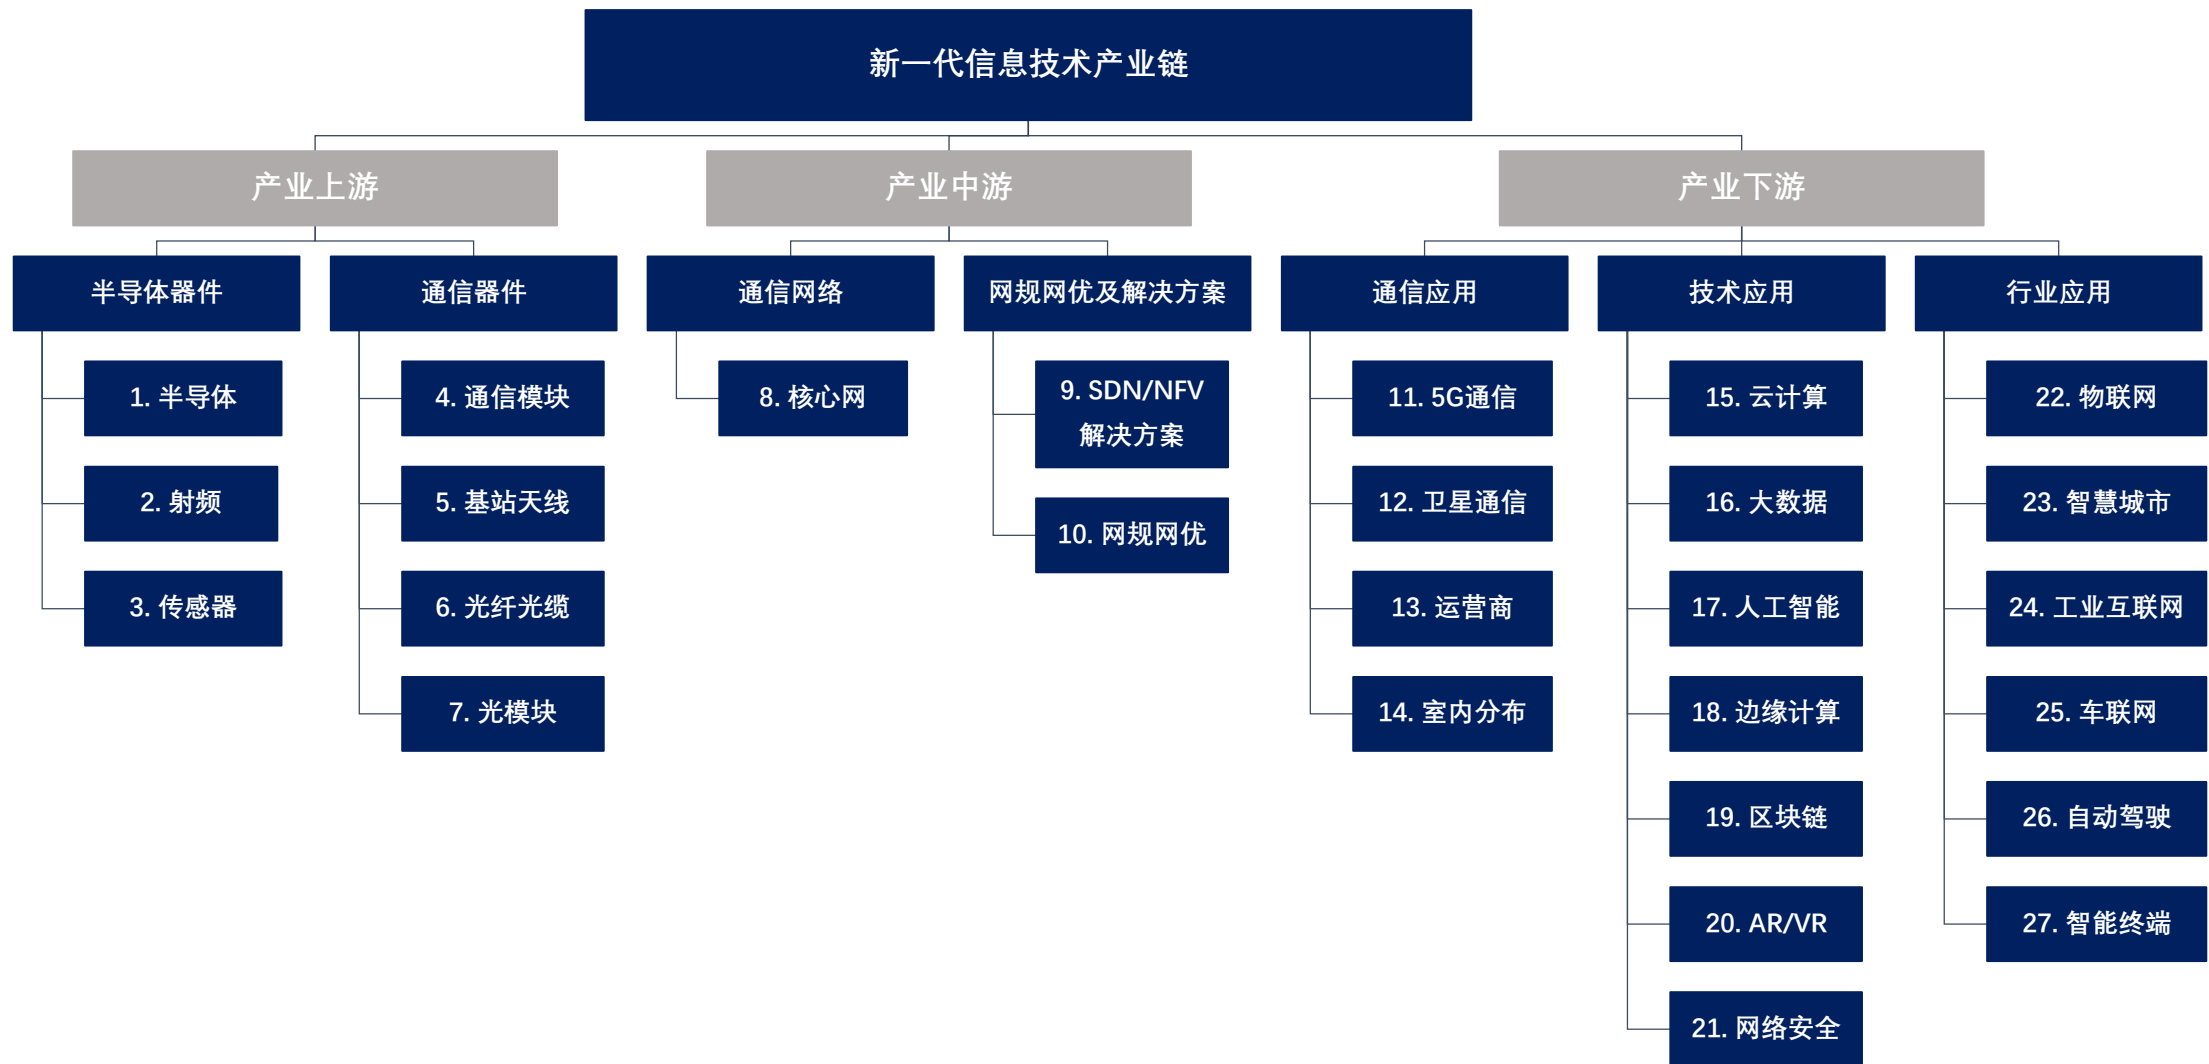 新一代信息技术产业链
产业上游
产业中游
产业下游
半导体器件
通信器件
通信网络
网规网优及解决方案
通信应用
技术应用
行业应用
1. 半导体
2. 射频
3. 传感器
4. 通信模块
5. 基站天线
6. 光纤光缆
7. 光模块
8. 核心网
9. SDN/NFV
解决方案
10. 网规网优
11. 5G通信
12. 卫星通信
13. 运营商
14. 室内分布
15. 云计算
16. 大数据
17. 人工智能
18. 边缘计算
19. 区块链
20. AR/VR
21. 网络安全
22. 物联网
23. 智慧城市
24. 工业互联网
25. 车联网
26. 自动驾驶
27. 智能终端